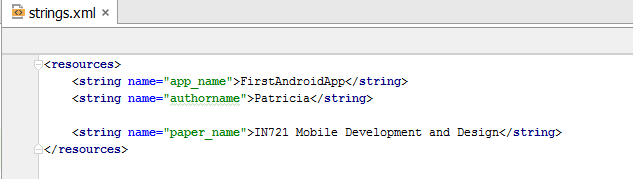 strings.xml ×
<resources>
<string name="app_name">FirstAndroidApp</string>
<string name="authorname">Patricia</string>
<string name="paper_name">IN721 Mobile Development and Design</string>
</resources>